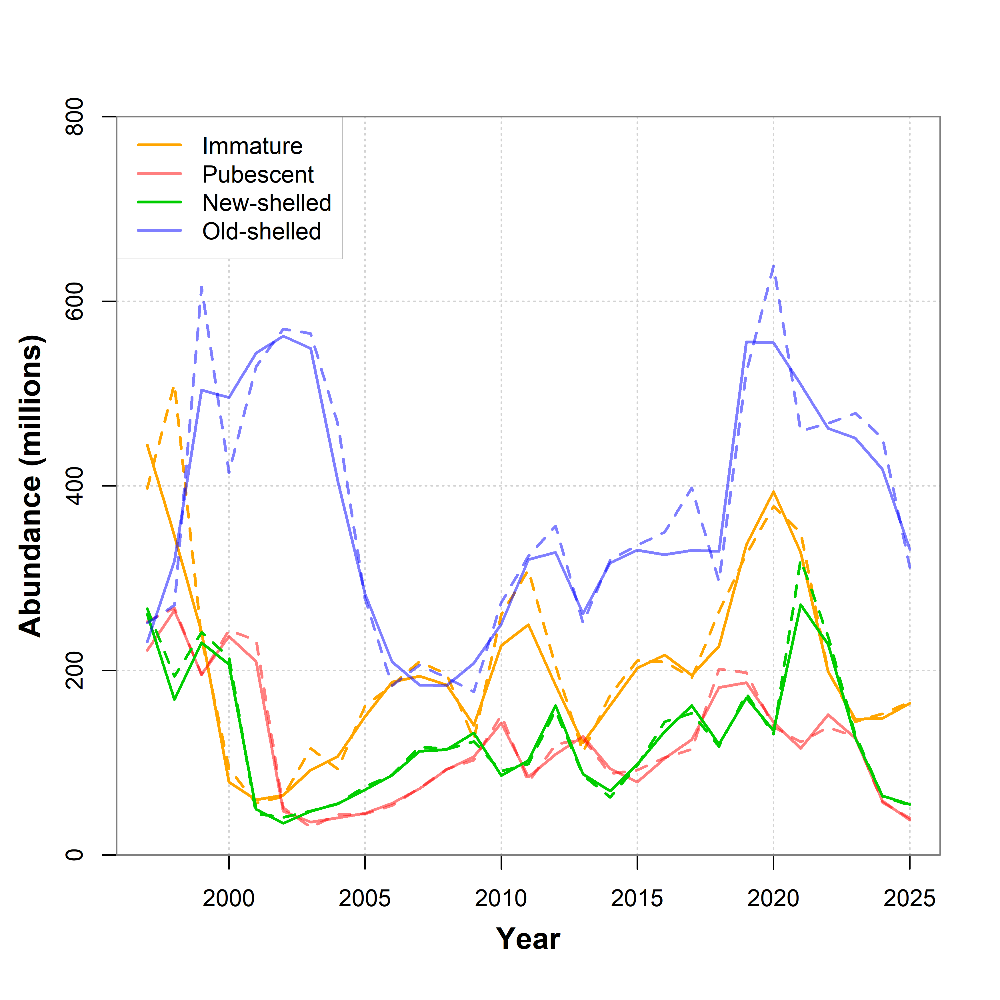 Immature
Pubescent
New-shelled
Old-shelled
800
600
400
200
0
Abundance (millions)
2000 2005 2010 2015 2020 2025
Year